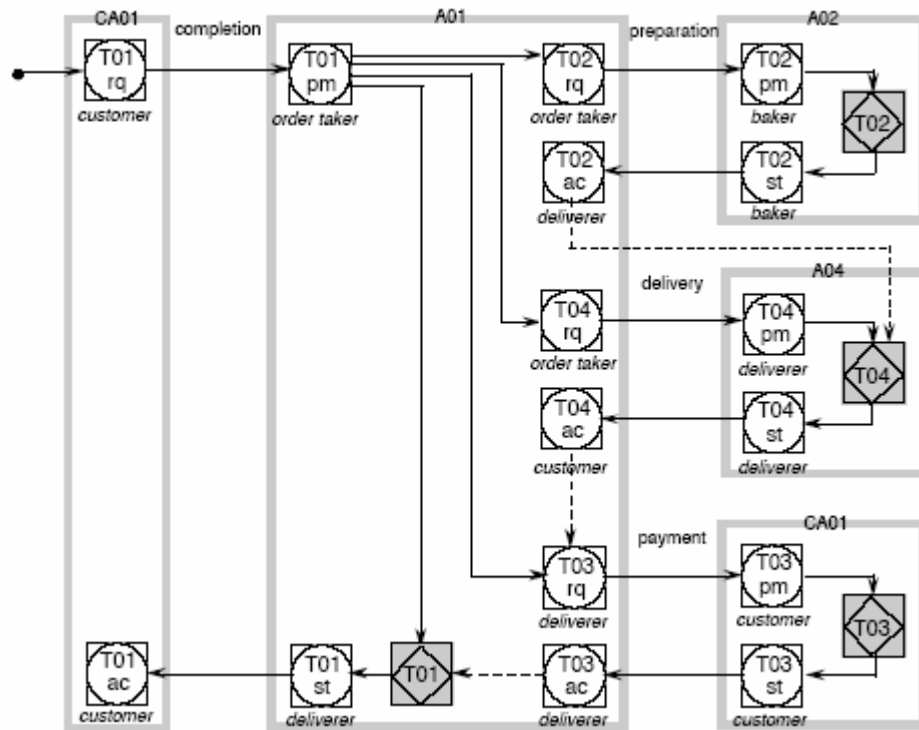 CA01
completion
A01
preparation
A02
T01
rq
customer
T01
pm
order taker
T02
rq
order taker
T02
pm
baker
T02
T02
ac
deliverer
T02
st
baker
A04
delivery
T04
rq
order taker
T04
pm
deliverer
T04
T04
ac
customer
T04
st
deliverer
CA01
payment
T03
rq
deliverer
T03
pm
customer
T03
T01
ac
customer
T01
st
deliverer
T01
T03
ac
deliverer
T03
st
customer